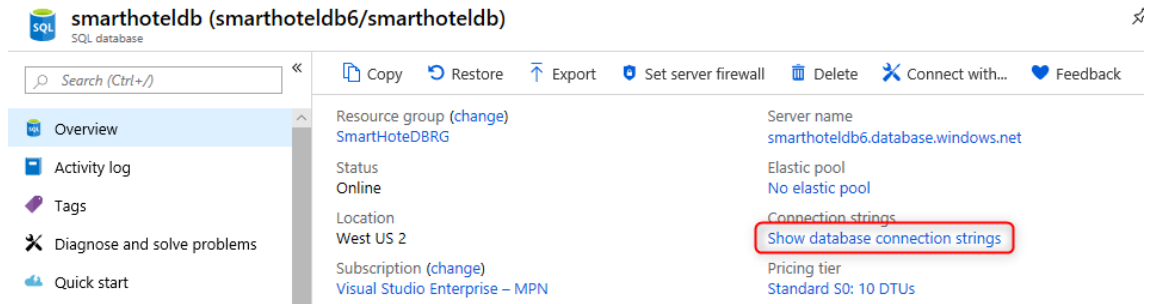 smarthoteldb (smarthoteldb6/smarthoteldb)
SQL database
Search (Ctrl+/)
«
Overview
Activity log
Tags
Diagnose and solve problems
Quick start
Copy Restore Export Set server firewall Delete Connect with... Feedback
Resource group (change)
SmartHoteDBRG
Status
Online
Location
West US 2
Subscription (change)
Visual Studio Enterprise – MPN
Server name
smarthoteldb6.database.windows.net
Elastic pool
No elastic pool
Connection strings
Show database connection strings
Pricing tier
Standard S0: 10 DTUs